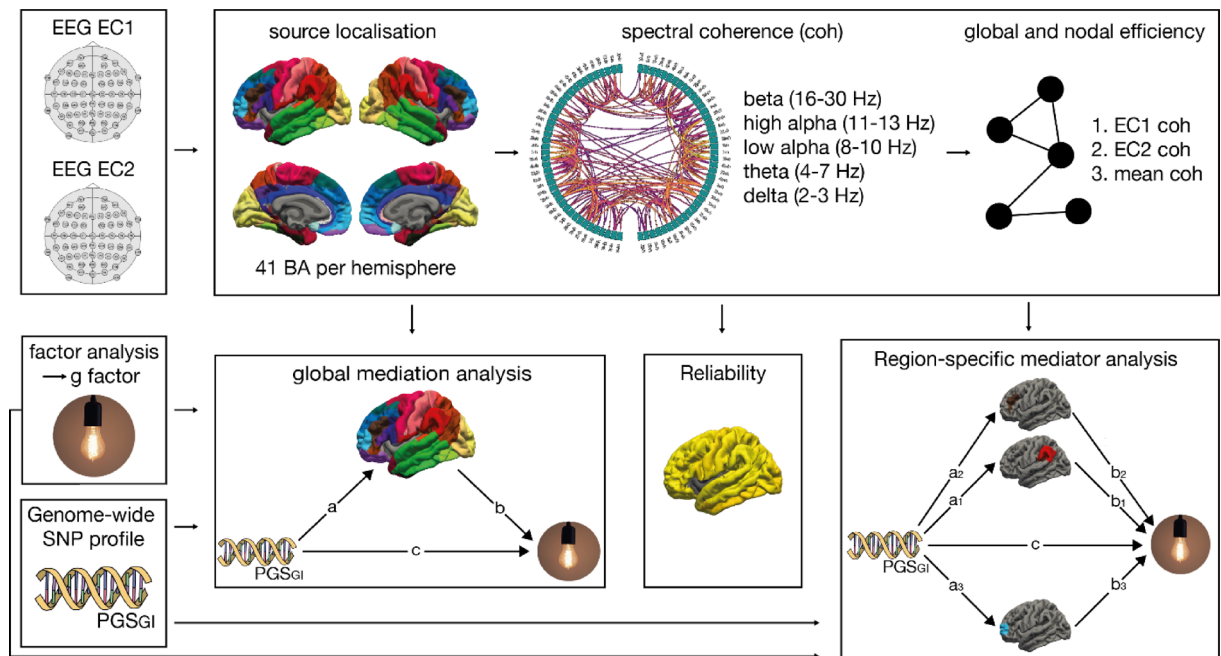 EEG EC1
EEG EC2
source localisation
41 BA per hemisphere
spectral coherence (coh)
beta (16-30 Hz)
high alpha (11-13 Hz)
low alpha (8-10 Hz)
theta (4-7 Hz)
delta (2-3 Hz)
global and nodal efficiency
1. EC1 coh
2. EC2 coh
3. mean coh
factor analysis
g factor
Genome-wide
SNP profile
PGSGI
global mediation analysis
a
b
c
PGSGI
Reliability
Region-specific mediator analysis
a2
b2
a1
b1
c
PGSGI
a3
b3